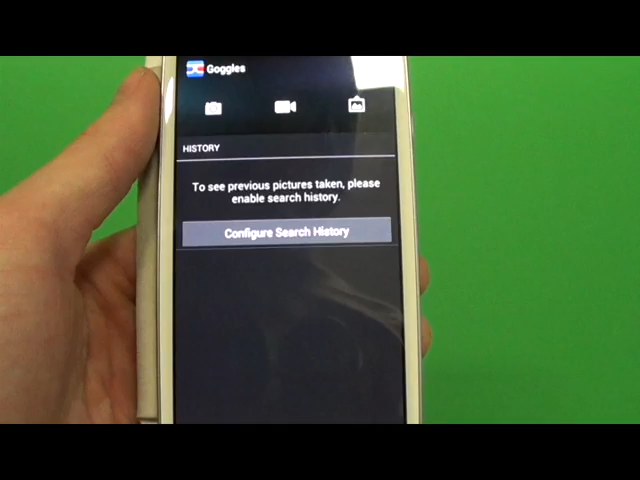 Goggles
HISTORY
To see previous pictures taken, please
enable search history.
Configure Search History